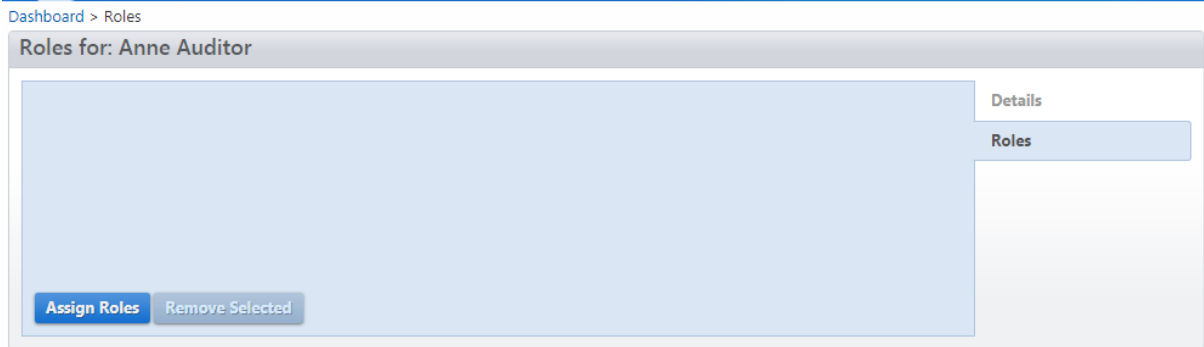 Dashboard > Roles
Roles for: Anne Auditor
Details
Roles
Assign Roles Remove Selected